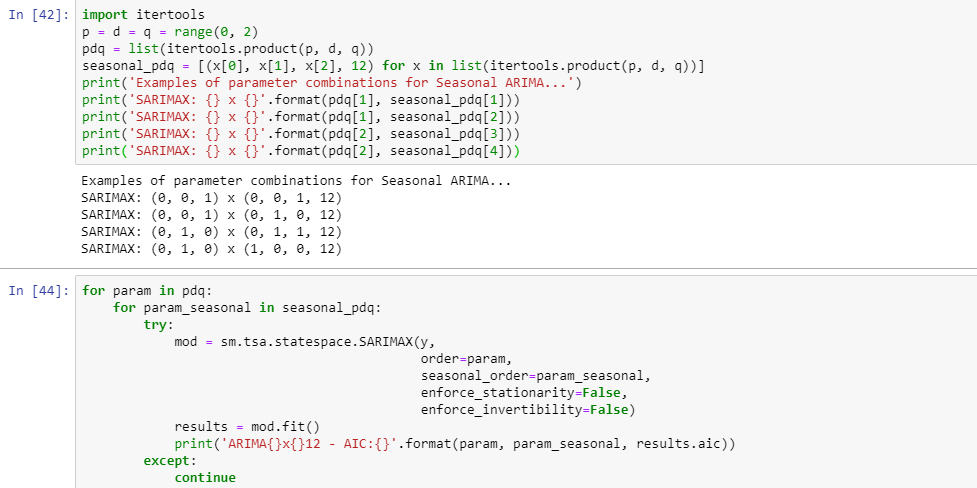 In [42]: import itertools
p = d = q = range(0, 2)
pdq = list(itertools.product(p, d, q))
seasonal_pdq = [(x[0], x[1], x[2], 12) for x in list(itertools.product(p, d, q))]
print('Examples of parameter combinations for Seasonal ARIMA...')
print('SARIMAX: {} x {}'.format(pdq[1], seasonal_pdq[1]))
print('SARIMAX: {} x {}'.format(pdq[1], seasonal_pdq[2]))
print('SARIMAX: {} x {}'.format(pdq[2], seasonal_pdq[3]))
print('SARIMAX: {} x {}'.format(pdq[2], seasonal_pdq[4]))
Examples of parameter combinations for Seasonal ARIMA...
SARIMAX: (0, 0, 1) x (0, 0, 1, 12)
SARIMAX: (0, 0, 1) x (0, 1, 0, 12)
SARIMAX: (0, 1, 0) x (0, 1, 1, 12)
SARIMAX: (0, 1, 0) x (1, 0, 0, 12)
In [44]: for param in pdq:
    for param_seasonal in seasonal_pdq:
        try:
            mod = sm.tsa.statespace.SARIMAX(y,
                                            order=param,
                                            seasonal_order=param_seasonal,
                                            enforce_stationarity=False,
                                            enforce_invertibility=False)
            results = mod.fit()
            print('ARIMA{}x{}12 - AIC:{}'.format(param, param_seasonal, results.aic))
        except:
            continue